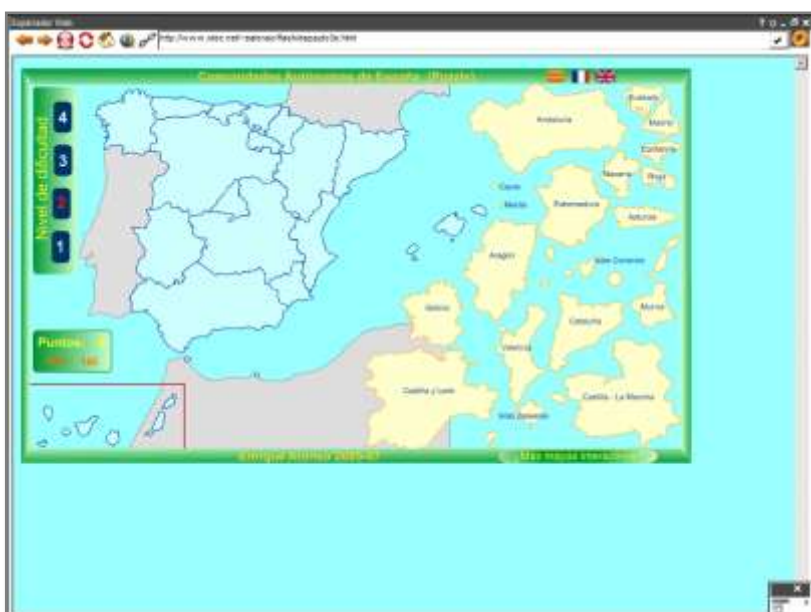 Comunidades Autónomas de España (Puzzle)
Nivel de dificultad
4
3
2
1
Andalucía
Euskadi
Madrid
Cantabria
Navarra
Rioja
Ceuta
Melilla
Extremadura
Asturias
Aragón
Islas Canarias
Galicia
Cataluña
Murcia
Valencia
Castilla y León
Castilla - La Mancha
Puntos:
Enrique Alonso 2005-07
Más mapas interactivos